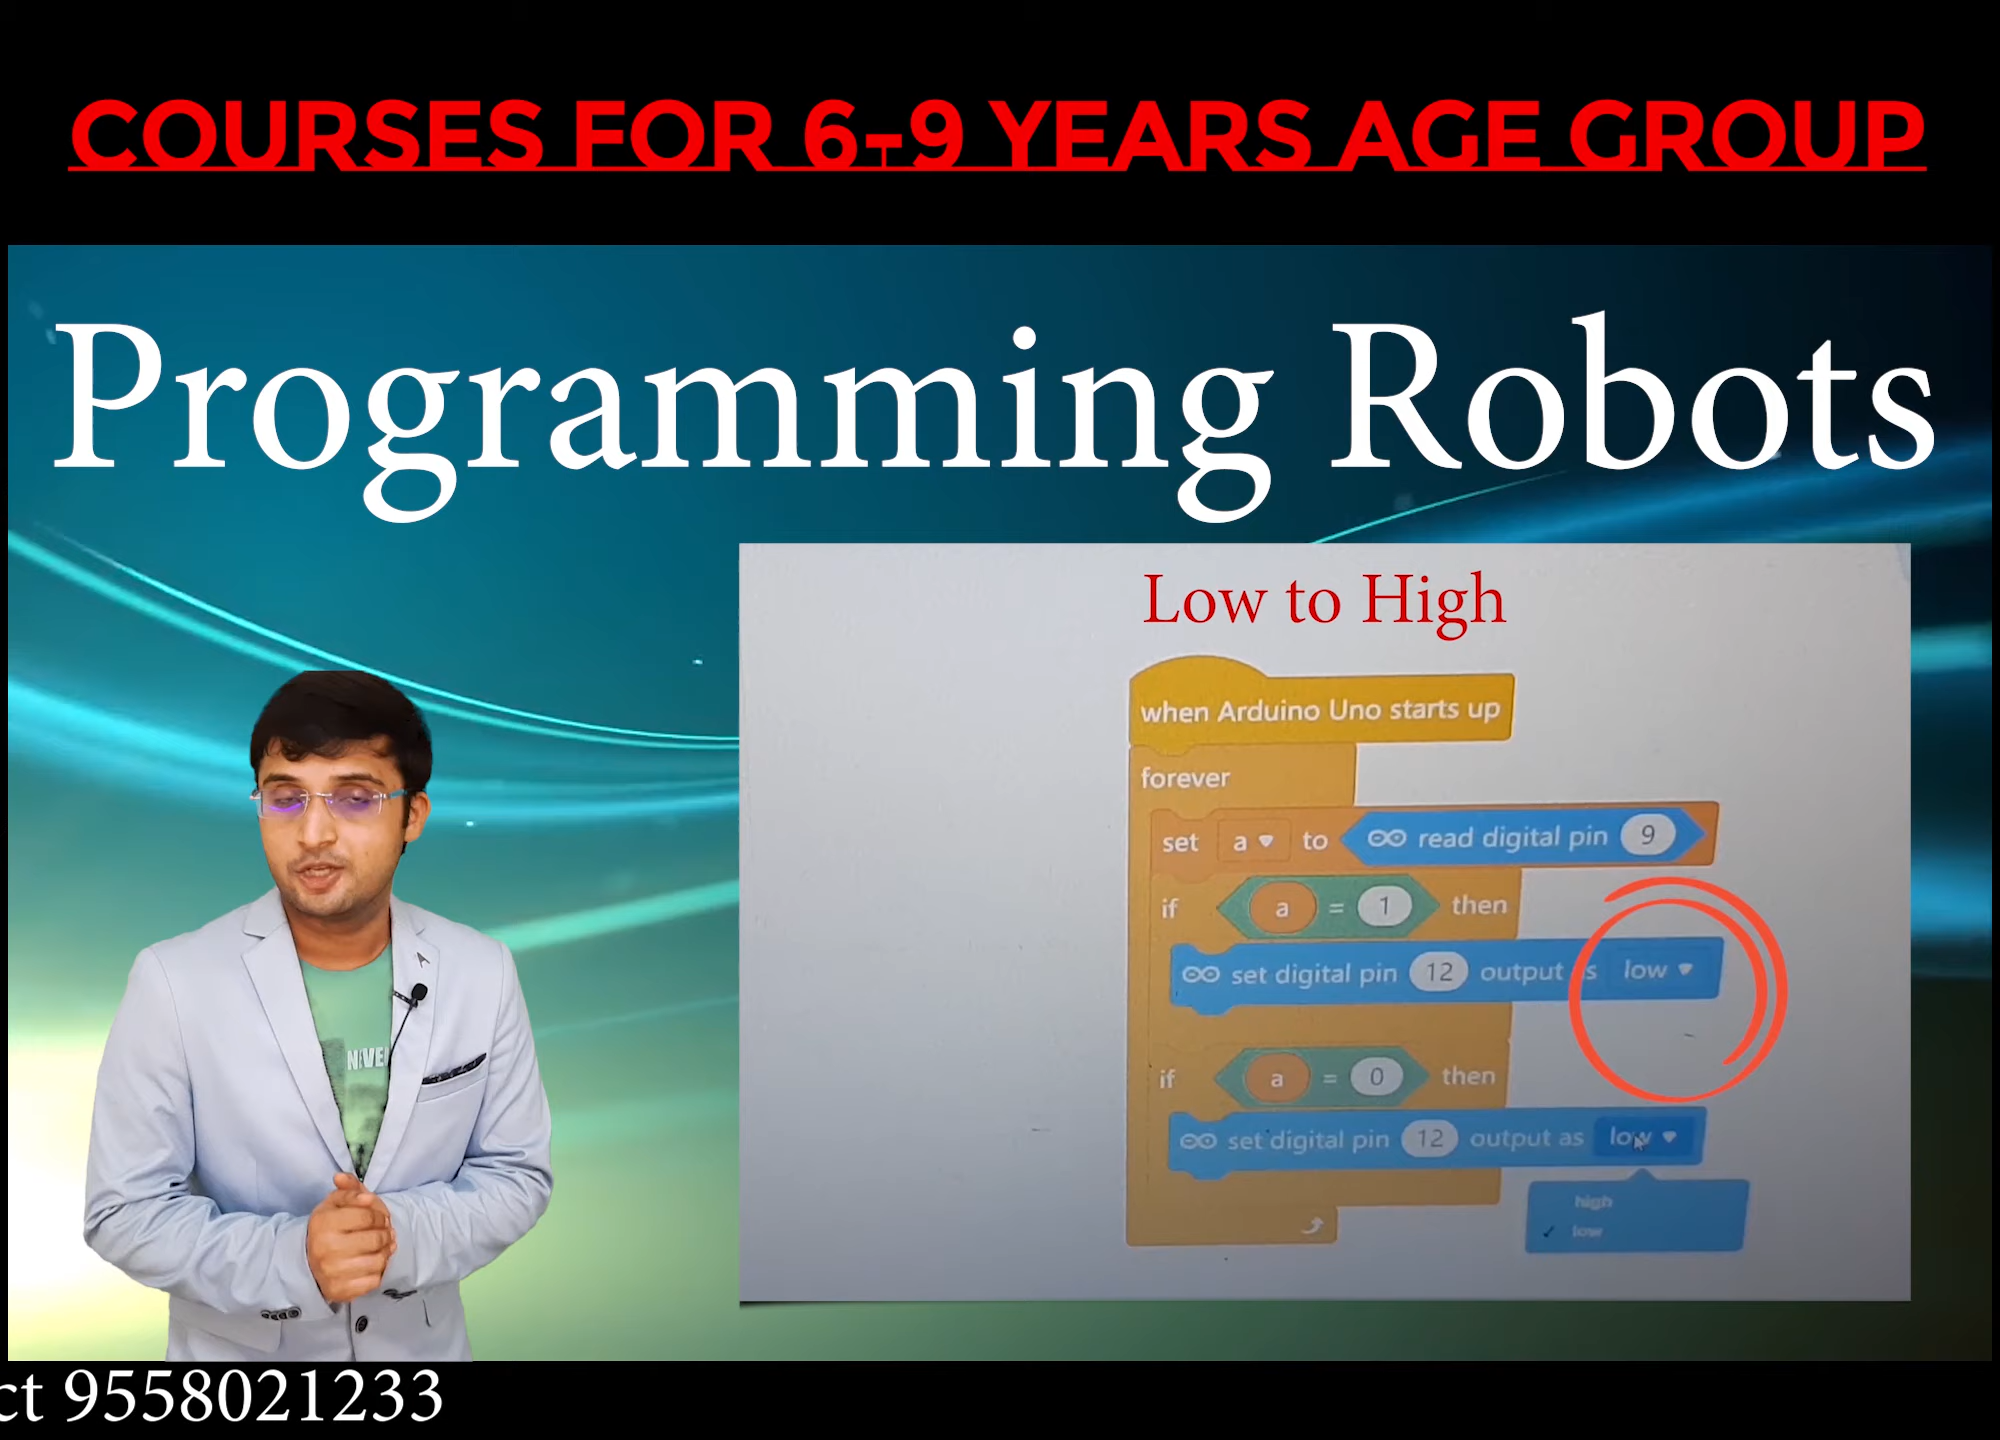 COURSES FOR 6-9 YEARS AGE GROUP
Programming Robots
Low to High
when Arduino Uno starts up
forever
set a to read digital pin 9
if a = 1 then
set digital pin 12 output as low
if a = 0 then
set digital pin 12 output as low
high
low
NEVE
ct 9558021233